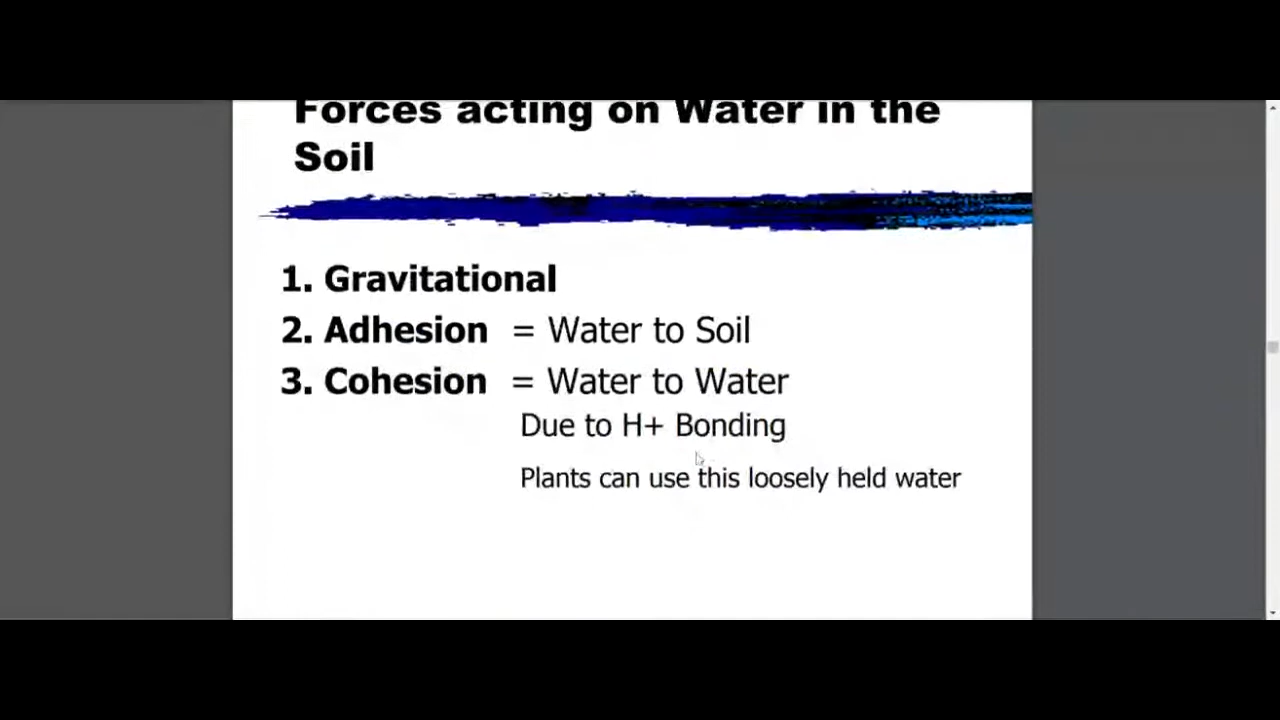 Forces acting on Water in the
Soil
1. Gravitational
2. Adhesion = Water to Soil
3. Cohesion = Water to Water
Due to H+ Bonding
Plants can use this loosely held water